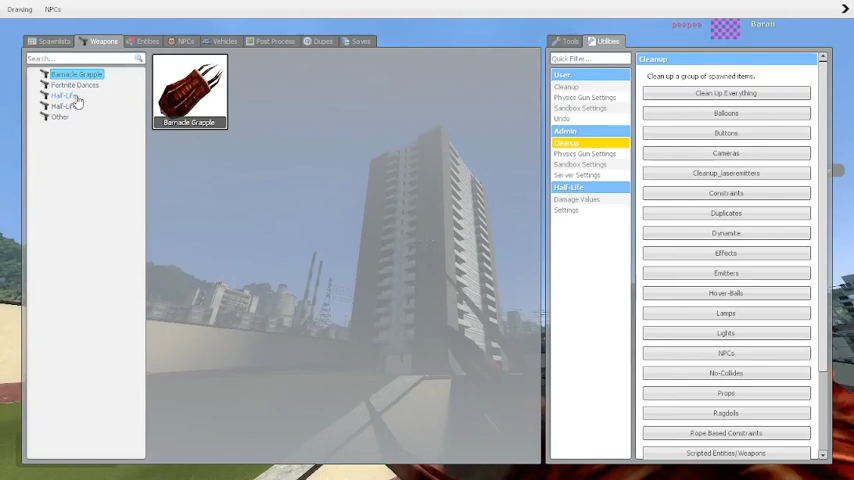 Drawing NPCs
peepee Barau
Spawnlists Weapons Entities NPCs Vehicles Post Process Dupes Saves
Tools Utilities
Search...
Barnacle Grapple
Fortnite Dances
Half-Life
Half-Life
Other
Barnacle Grapple
Quick Filter...
User
Cleanup
Physics Gun Settings
Sandbox Settings
Undo
Admin
Cleanup
Physics Gun Settings
Sandbox Settings
Server Settings
Half-Life
Damage Values
Settings
Cleanup
Clean up a group of spawned items.
Clean Up Everything
Balloons
Buttons
Cameras
Cleanup_laseremitters
Constraints
Duplicates
Dynamite
Effects
Emitters
Hover-Balls
Lamps
Lights
NPCs
No-Collides
Props
Ragdolls
Rope Based Constraints
Scripted Entities/Weapons